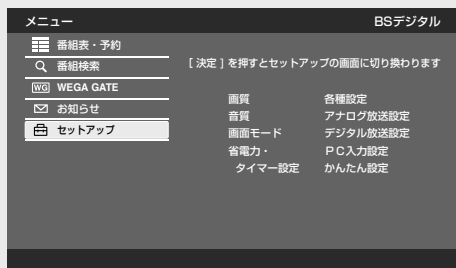 メニュー
BSデジタル
番組表・予約
番組検索
WG WEGA GATE
お知らせ
セットアップ
[ 決定 ] を押すとセットアップの画面に切り換わります
画質 各種設定
音質 アナログ放送設定
画面モード デジタル放送設定
省電力・ ＰＣ入力設定
タイマー設定 かんたん設定